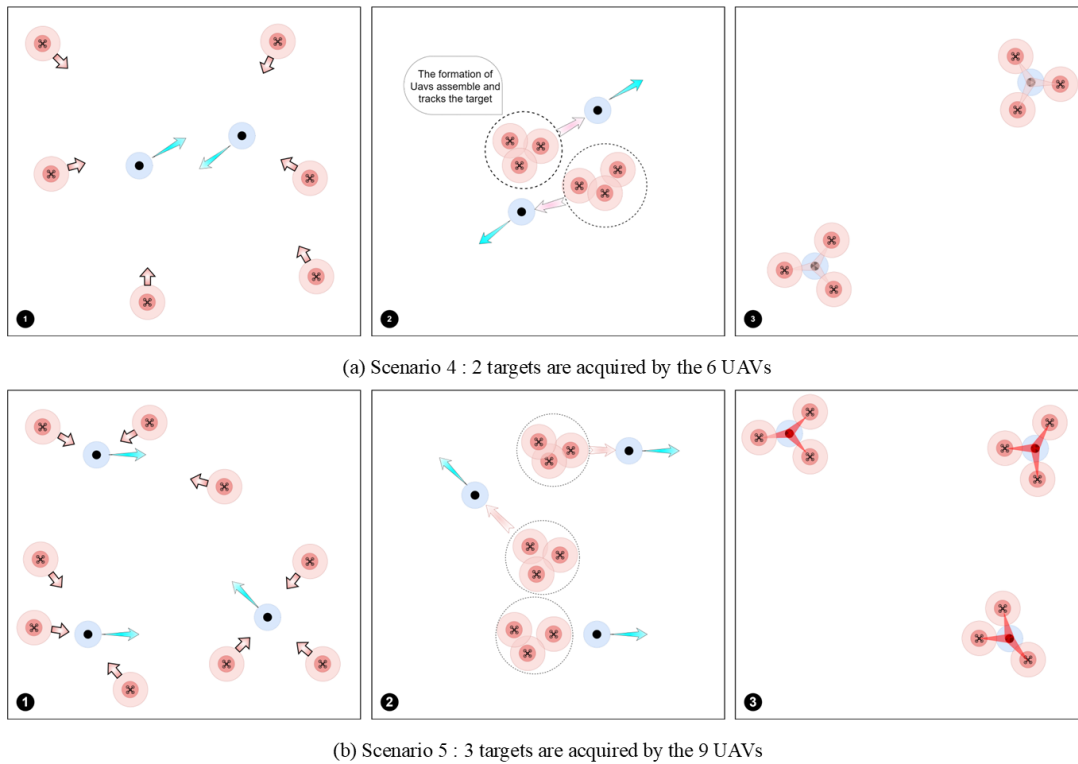 The formation of
Uavs assemble and
tracks the target
1
2
3
(a) Scenario 4 : 2 targets are acquired by the 6 UAVs
1
2
3
(b) Scenario 5 : 3 targets are acquired by the 9 UAVs